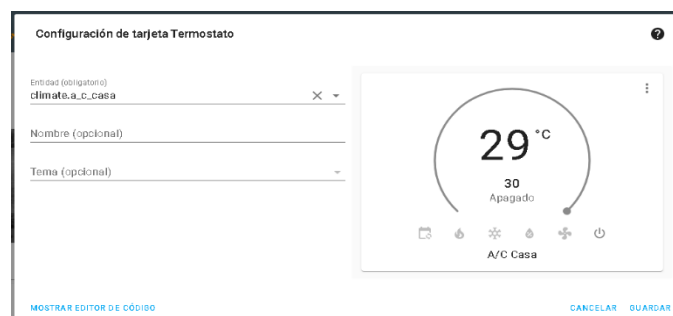 Configuración de tarjeta Termostato
Entidad (obligatorio)
climate.a_c_casa
Nombre (opcional)
Tema (opcional)
29 °C
30
Apagado
A/C Casa
MOSTRAR EDITOR DE CÓDIGO
CANCELAR GUARDAR